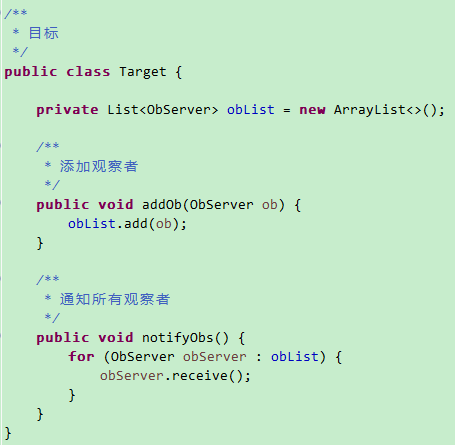 /**
 * 目标
 */
public class Target {
    private List<ObServer> obList = new ArrayList<>();
    /**
     * 添加观察者
     */
    public void addOb(ObServer ob) {
        obList.add(ob);
    }
    /**
     * 通知所有观察者
     */
    public void notifyObs() {
        for (ObServer obServer : obList) {
            obServer.receive();
        }
    }
}